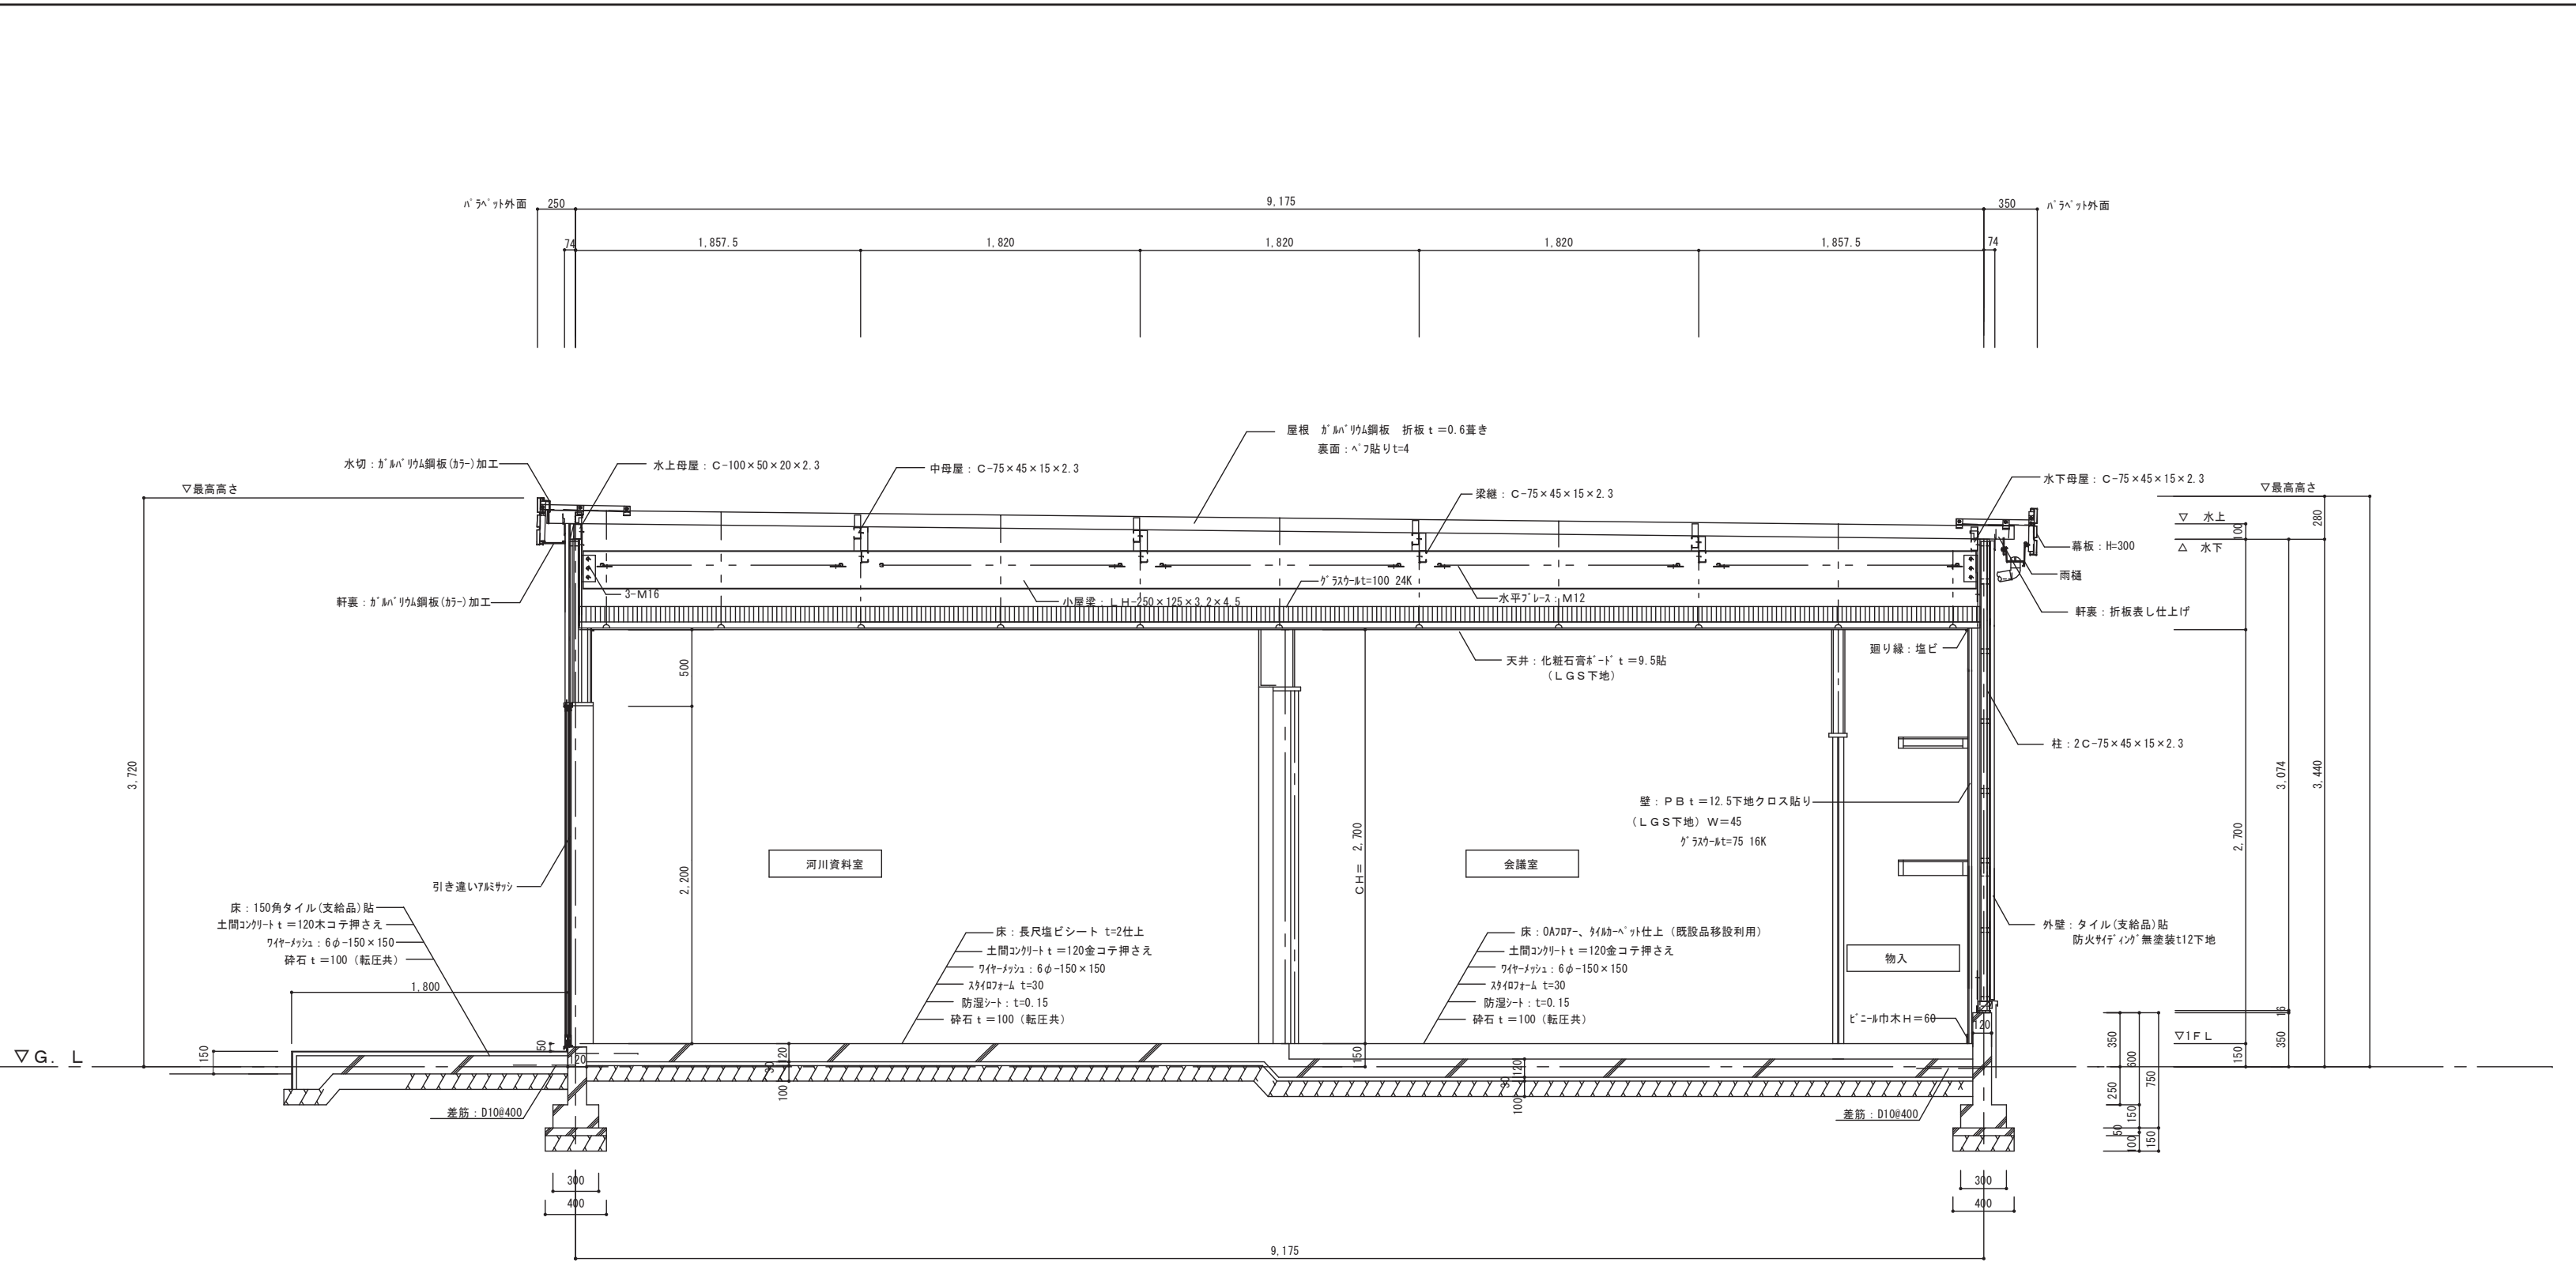 パラペット外面 250 9,175 350 パラペット外面
74 1,857.5 1,820 1,820 1,820 1,857.5 74
屋根 ガルバリウム鋼板 折板t=0.6葺き
裏面:ペフ貼りt=4
水切:ガルバリウム鋼板(カラー)加工
水上母屋:C-100×50×20×2.3
中母屋:C-75×45×15×2.3
梁継:C-75×45×15×2.3
水下母屋:C-75×45×15×2.3
▽最高高さ
▽最高高さ
▽ 水上
△ 水下
100
280
幕板:H=300
雨樋
軒裏:折板表し仕上げ
軒裏:ガルバリウム鋼板(カラー)加工
3-M16
小屋梁:LH-250×125×3.2×4.5
グラスウールt=100 24K
水平ブレース:M12
廻り縁:塩ビ
天井:化粧石膏ボードt=9.5貼
(LGS下地)
500
柱:2C-75×45×15×2.3
3,720
3,074
3,440
2,700
CH= 2,700
2,200
壁:PBt=12.5下地クロス貼り
(LGS下地)W=45
グラスウールt=75 16K
河川資料室
会議室
物入
引き違いアルミサッシ
床:150角タイル(支給品)貼
土間コンクリートt=120木コテ押さえ
ワイヤーメッシュ:6φ-150×150
砕石t=100(転圧共)
床:長尺塩ビシート t=2仕上
土間コンクリートt=120金コテ押さえ
ワイヤーメッシュ:6φ-150×150
スタイロフォーム t=30
防湿シート:t=0.15
砕石t=100(転圧共)
床:OAフロアー、タイルカーペット仕上(既設品移設利用)
土間コンクリートt=120金コテ押さえ
ワイヤーメッシュ:6φ-150×150
スタイロフォーム t=30
防湿シート:t=0.15
砕石t=100(転圧共)
外壁:タイル(支給品)貼
防火サイディング無塗装t12下地
ビニール巾木H=60
1,800
120
16
▽1FL
▽G.L
150
50
120
120
30
100
150
120
30
100
350
600
750
150
350
250
150
50
100
150
差筋:D10@400
差筋:D10@400
300
400
300
400
9,175